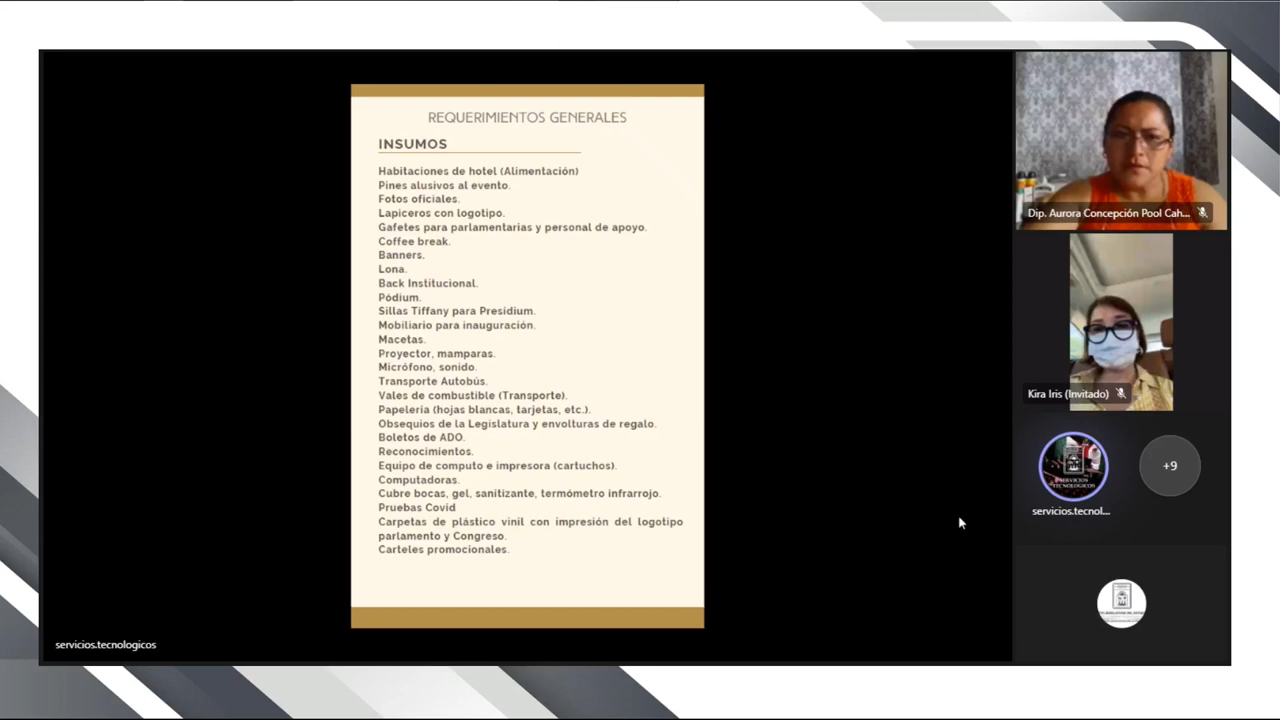 REQUERIMIENTOS GENERALES
INSUMOS
Habitaciones de hotel (Alimentación)
Pines alusivos al evento.
Fotos oficiales.
Lapiceros con logotipo.
Gafetes para parlamentarias y personal de apoyo.
Coffee break.
Banners.
Lona.
Back Institucional.
Pódium.
Sillas Tiffany para Presídium.
Mobiliario para inauguración.
Macetas.
Proyector, mamparas.
Micrófono, sonido.
Transporte Autobús.
Vales de combustible (Transporte).
Papelería (hojas blancas, tarjetas, etc.).
Obsequios de la Legislatura y envolturas de regalo.
Boletos de ADO.
Reconocimientos.
Equipo de computo e impresora (cartuchos).
Computadoras.
Cubre bocas, gel, sanitizante, termómetro infrarrojo.
Pruebas Covid
Carpetas de plástico vinil con impresión del logotipo
parlamento y Congreso.
Carteles promocionales.
servicios.tecnologicos
Dip. Aurora Concepción Pool Cah...
Kira Iris (Invitado)
SERVICIOS
TECNOLOGICOS
servicios.tecnol...
+9